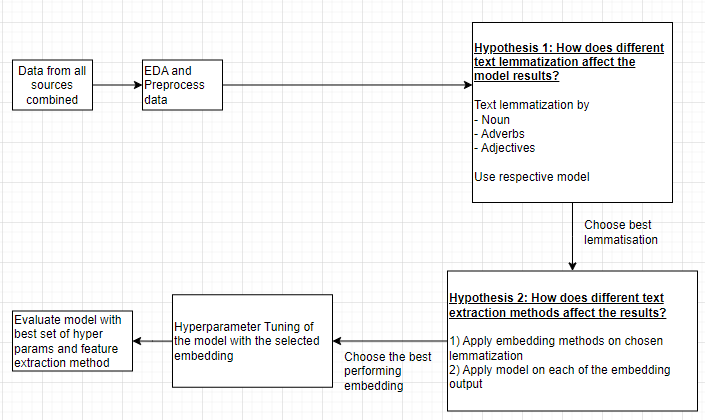 Data from all
sources
combined
EDA and
Preprocess
data
Hypothesis 1: How does different
text lemmatization affect the
model results?
Text lemmatization by
- Noun
- Adverbs
- Adjectives
Use respective model
Choose best
lemmatisation
Hypothesis 2: How does different text
extraction methods affect the results?
1) Apply embedding methods on chosen
lemmatization
2) Apply model on each of the embedding
output
Choose the best
performing
embedding
Hyperparameter Tuning of
the model with the selected
embedding
Evaluate model with
best set of hyper
params and feature
extraction method